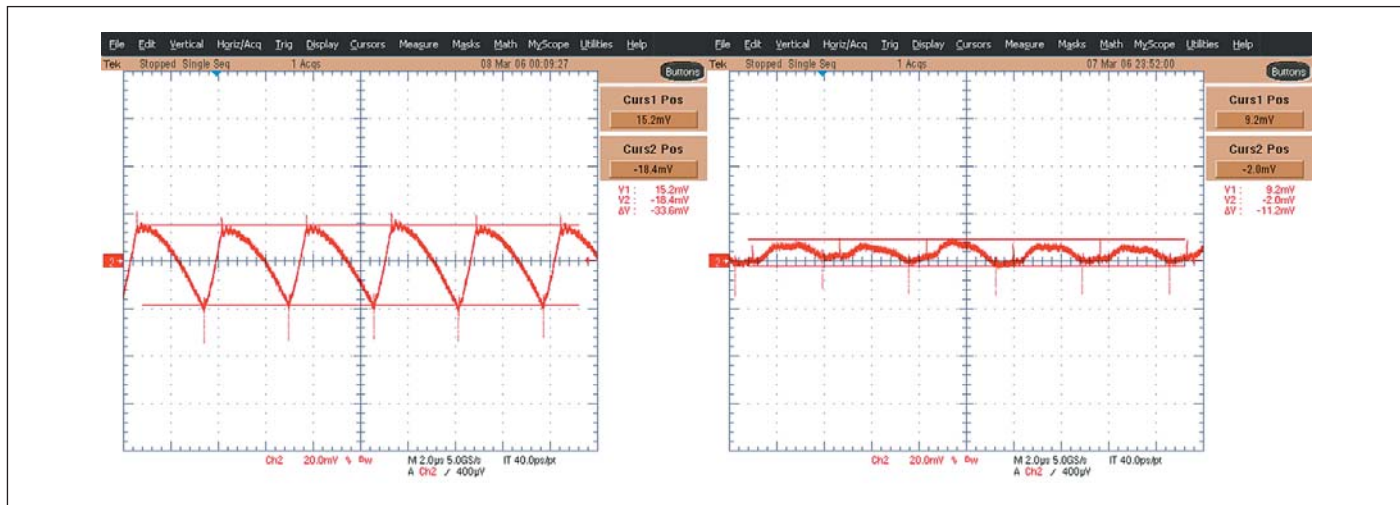 File Edit Vertical Horiz/Acq Trig Display Cursors Measure Masks Math MyScope Utilities Help
Tek Stopped Single Seq 1 Acqs 08 Mar 06 00:09:27
Buttons
Curs1 Pos
15.2mV
Curs2 Pos
-18.4mV
V1: 15.2mV
V2: -18.4mV
ΔV: -33.6mV
Ch2 20.0mV % Bw M 2.0µs 5.0GS/s IT 40.0ps/pt
A Ch2 / 400µV
File Edit Vertical Horiz/Acq Trig Display Cursors Measure Masks Math MyScope Utilities Help
Tek Stopped Single Seq 1 Acqs 07 Mar 06 23:52:00
Buttons
Curs1 Pos
9.2mV
Curs2 Pos
-2.0mV
V1: 9.2mV
V2: -2.0mV
ΔV: -11.2mV
Ch2 20.0mV % Bw M 2.0µs 5.0GS/s IT 40.0ps/pt
A Ch2 / 400µV